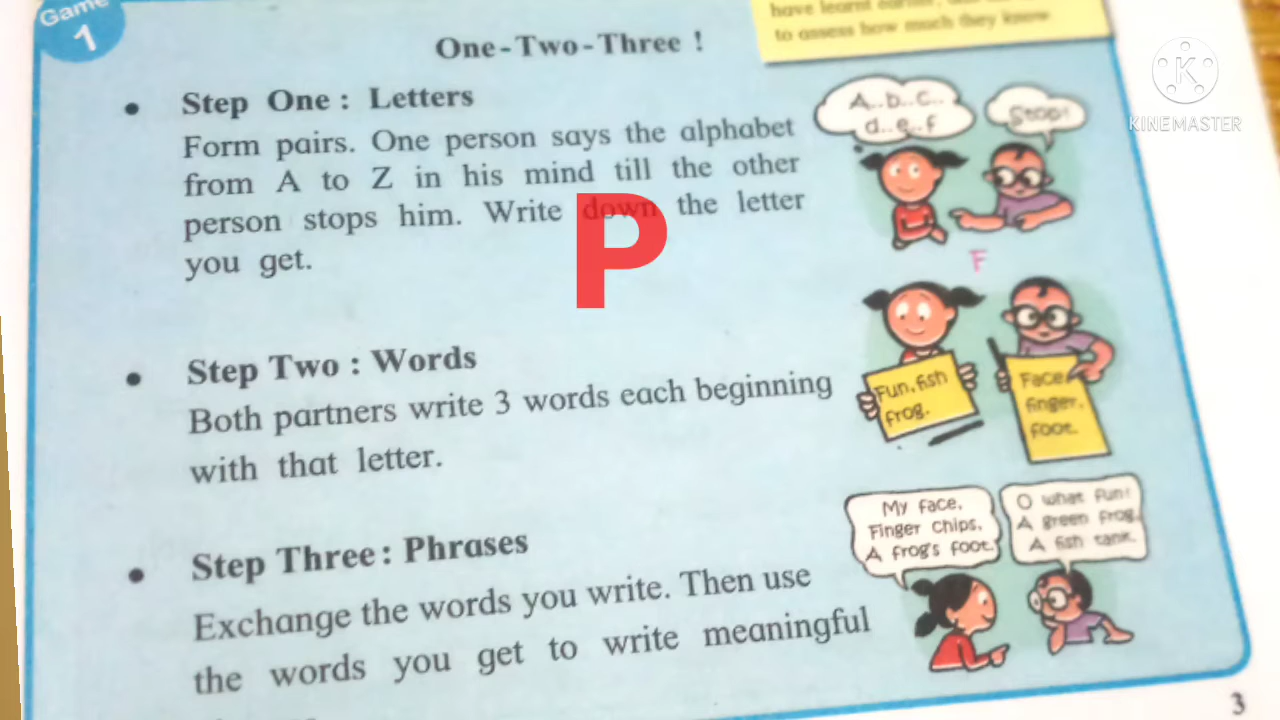 Game
1
One-Two-Three !
have learnt
to assess how much they know.
KINEMASTER
• Step One : Letters
Form pairs. One person says the alphabet
from A to Z in his mind till the other
person stops him. Write down the letter
you get.
P
A..b..c..
d..e..f
Stop!
F
• Step Two : Words
Both partners write 3 words each beginning
with that letter.
Fun, fish
frog.
Face,
finger,
foot.
• Step Three : Phrases
Exchange the words you write. Then use
the words you get to write meaningful
My face,
Finger chips,
A frog's foot.
O what fun!
A green frog,
A fish tank.
3